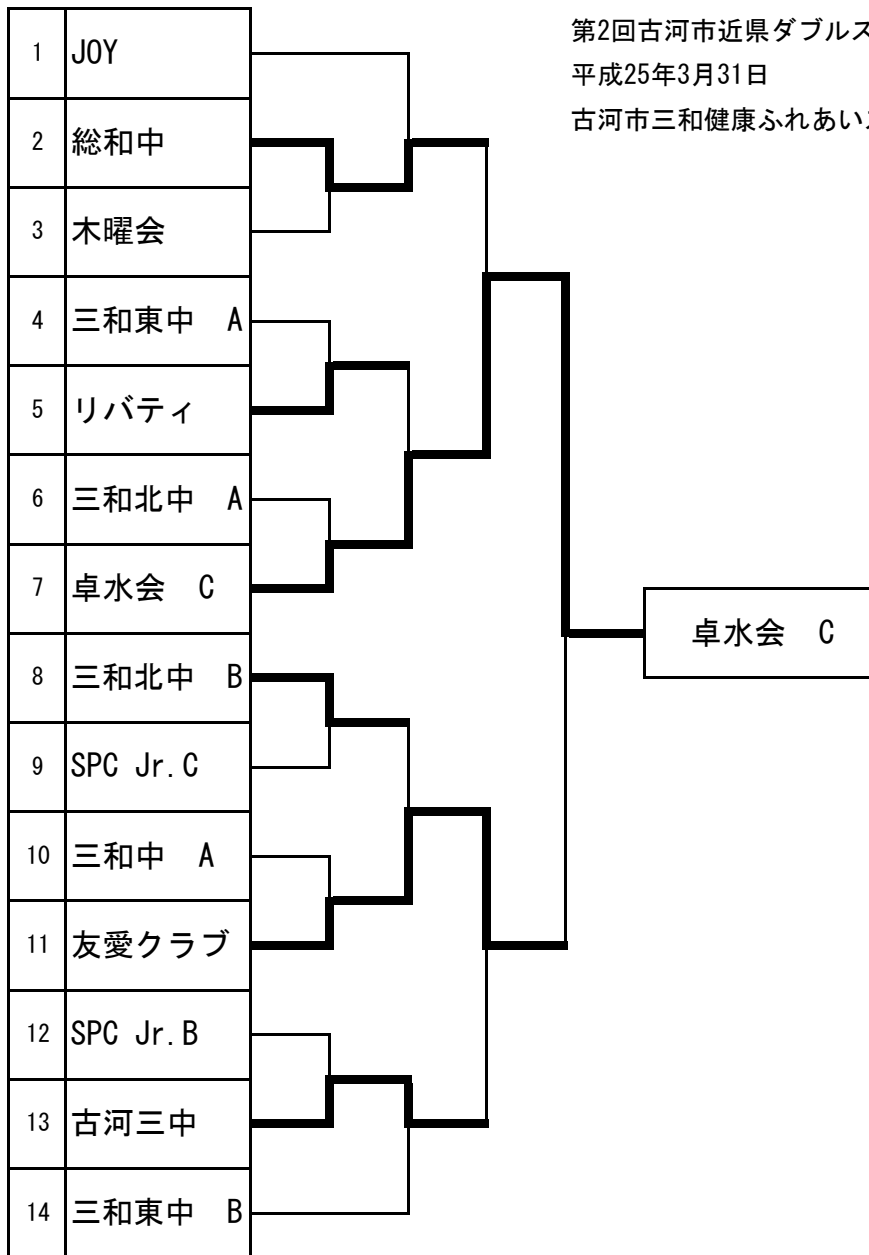 第2回古河市近県ダブルス
平成25年3月31日
古河市三和健康ふれあい
1 JOY
2 総和中
3 木曜会
4 三和東中　A
5 リバティ
6 三和北中　A
7 卓水会　C
8 三和北中　B
9 SPC Jr.C
10 三和中　A
11 友愛クラブ
12 SPC Jr.B
13 古河三中
14 三和東中　B
卓水会　C